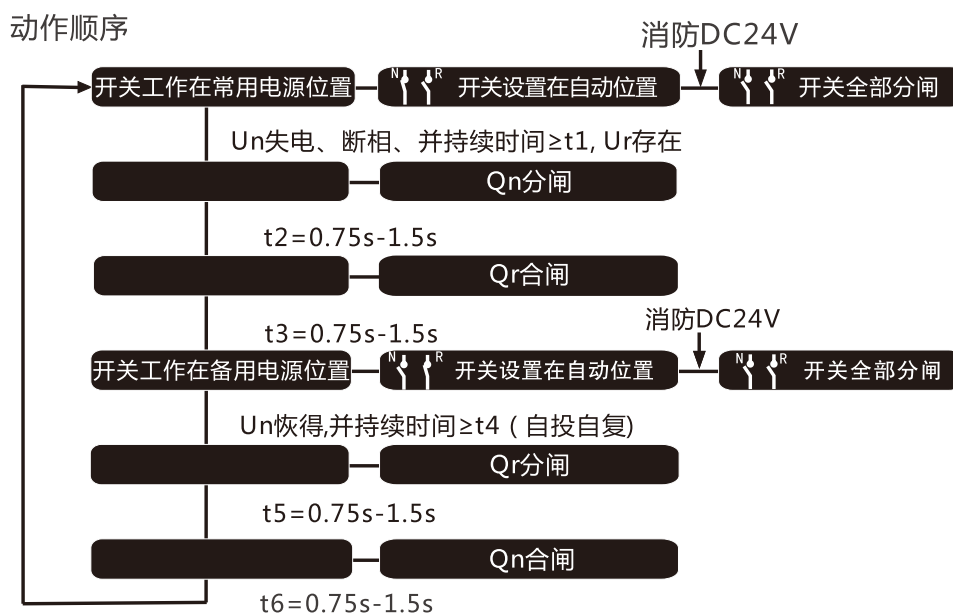 动作顺序
消防DC24V
开关工作在常用电源位置 N R 开关设置在自动位置 N R 开关全部分闸
Un失电、断相、并持续时间≥t1, Ur存在
Qn分闸
t2=0.75s-1.5s
Qr合闸
t3=0.75s-1.5s
消防DC24V
开关工作在备用电源位置 N R 开关设置在自动位置 N R 开关全部分闸
Un恢得,并持续时间≥t4 ( 自投自复)
Qr分闸
t5=0.75s-1.5s
Qn合闸
t6=0.75s-1.5s